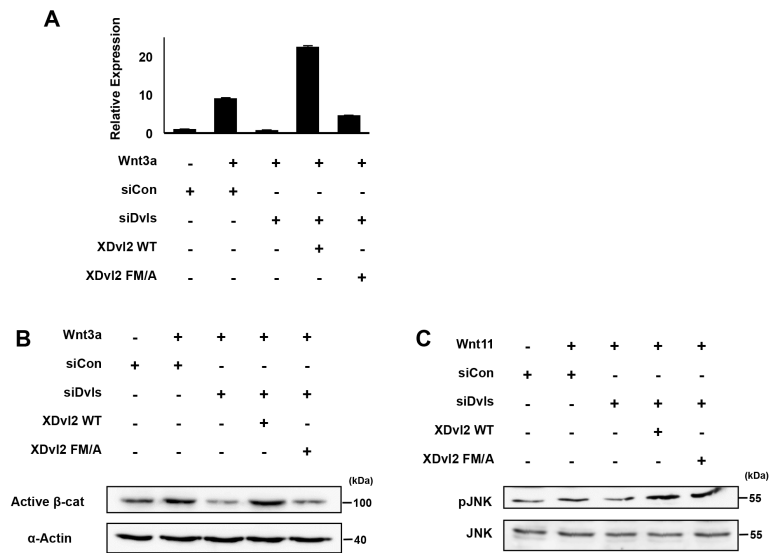 A
Relative Expression
20
10
0
Wnt3a - + + + +
siCon + + - - -
siDvls - - + + +
XDvl2 WT - - - + -
XDvl2 FM/A - - - - +
B
Wnt3a - + + + +
siCon + + - - -
siDvls - - + + +
XDvl2 WT - - - + -
XDvl2 FM/A - - - - +
(kDa)
Active β-cat 100
α-Actin 40
C
Wnt11 - + + + +
siCon + + - - -
siDvls - - + + +
XDvl2 WT - - - + -
XDvl2 FM/A - - - - +
(kDa)
pJNK 55
JNK 55